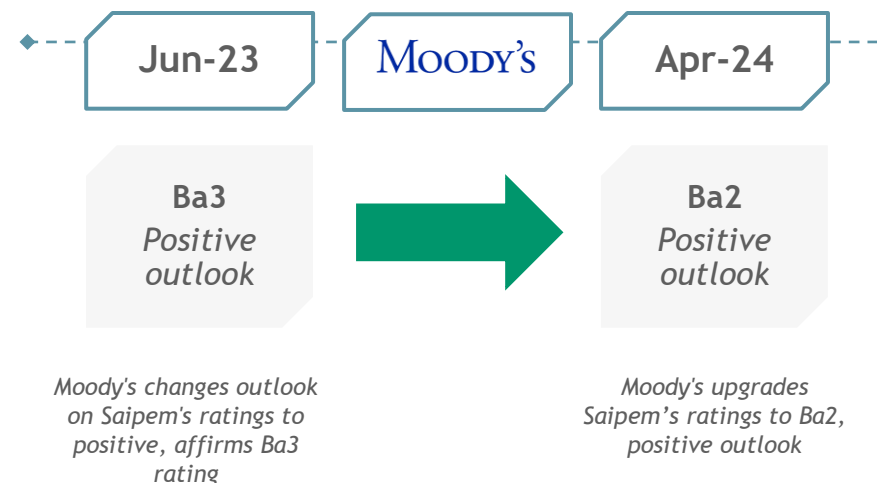 Jun-23
MOODY'S
Apr-24
Ba3
Positive
outlook
Ba2
Positive
outlook
Moody's changes outlook
on Saipem's ratings to
positive, affirms Ba3
rating
Moody's upgrades
Saipem’s ratings to Ba2,
positive outlook